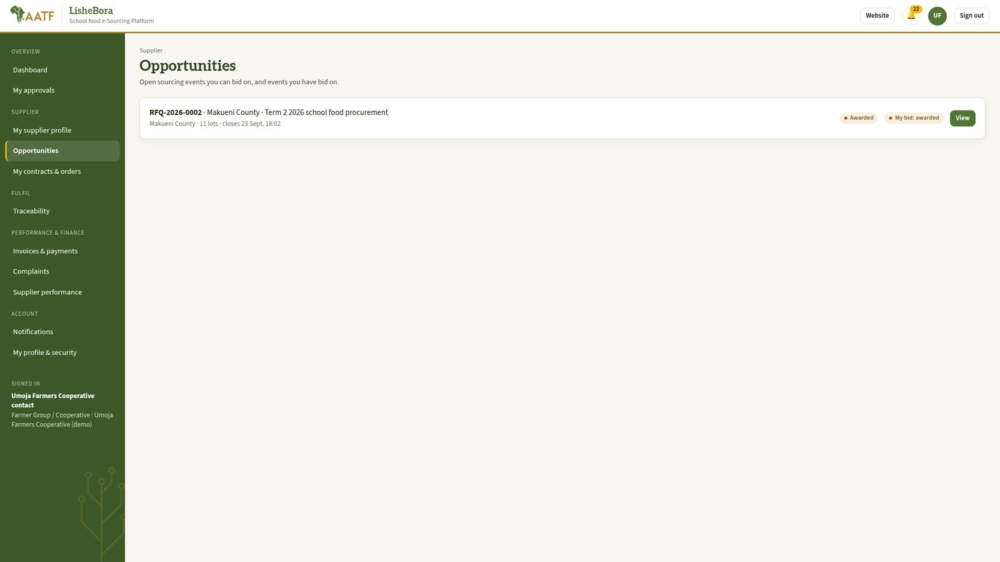 AATF
LisheBora
School food e-Sourcing Platform
Website
22
UF
Sign out
OVERVIEW
Dashboard
My approvals
SUPPLIER
My supplier profile
Opportunities
My contracts & orders
FULFIL
Traceability
PERFORMANCE & FINANCE
Invoices & payments
Complaints
Supplier performance
ACCOUNT
Notifications
My profile & security
SIGNED IN
Umoja Farmers Cooperative
contact
Farmer Group / Cooperative · Umoja
Farmers Cooperative (demo)
Supplier
Opportunities
Open sourcing events you can bid on, and events you have bid on.
RFQ-2026-0002 · Makueni County · Term 2 2026 school food procurement
Makueni County · 11 lots · closes 23 Sept, 18:02
Awarded
My bid: awarded
View